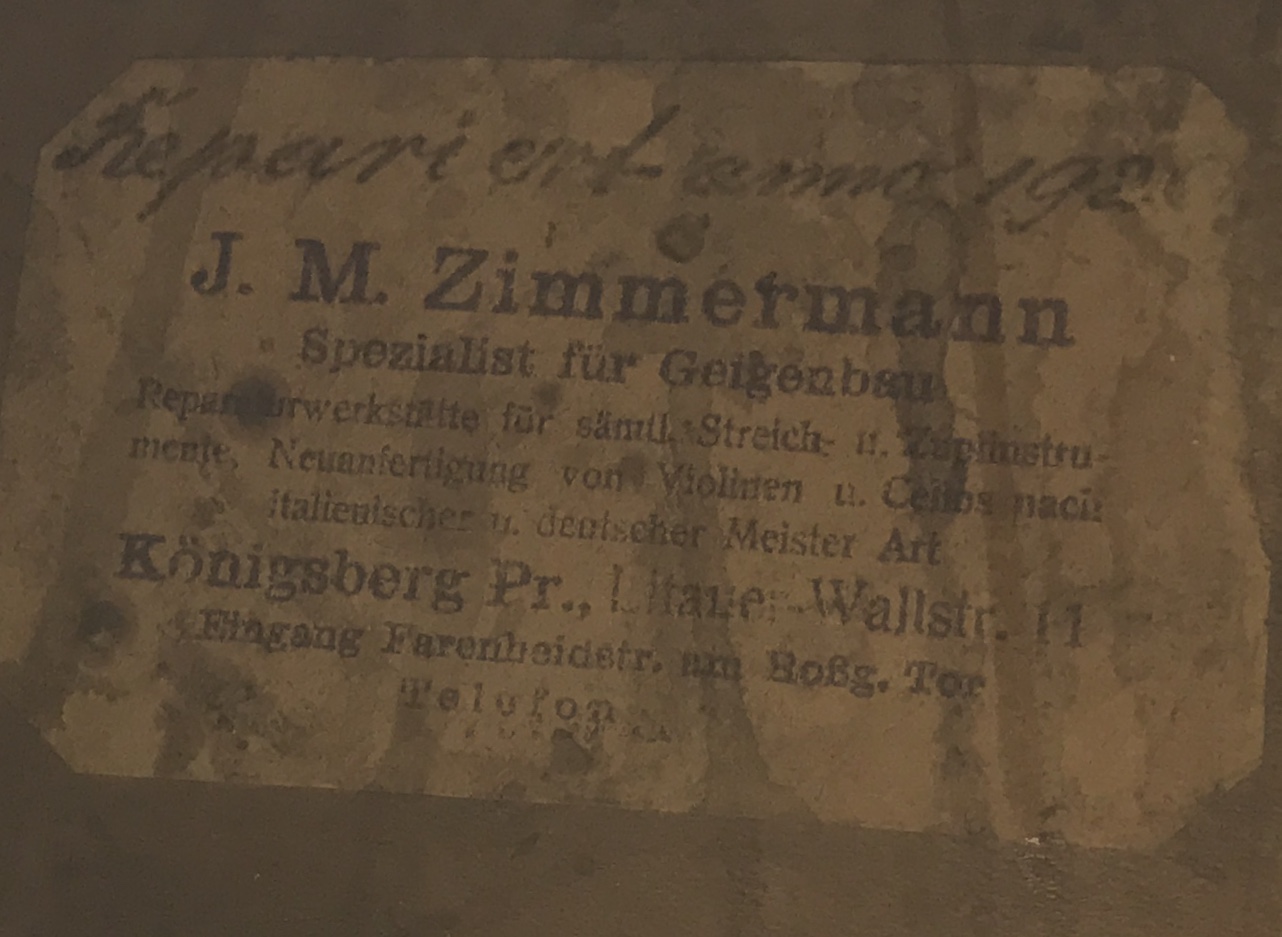 Repariert anno 192
J. M. Zimmermann
Spezialist für Geigenbau
Reparaturwerkstätte für sämtl. Streich- u. Zupfinstru-
mente, Neuanfertigung von Violinen u. Cellos nach
italienischer u. deutscher Meister Art
Königsberg Pr., Litauer-Wallstr. 11
Eingang Farenheidstr. am Roßg. Tor
Telefon